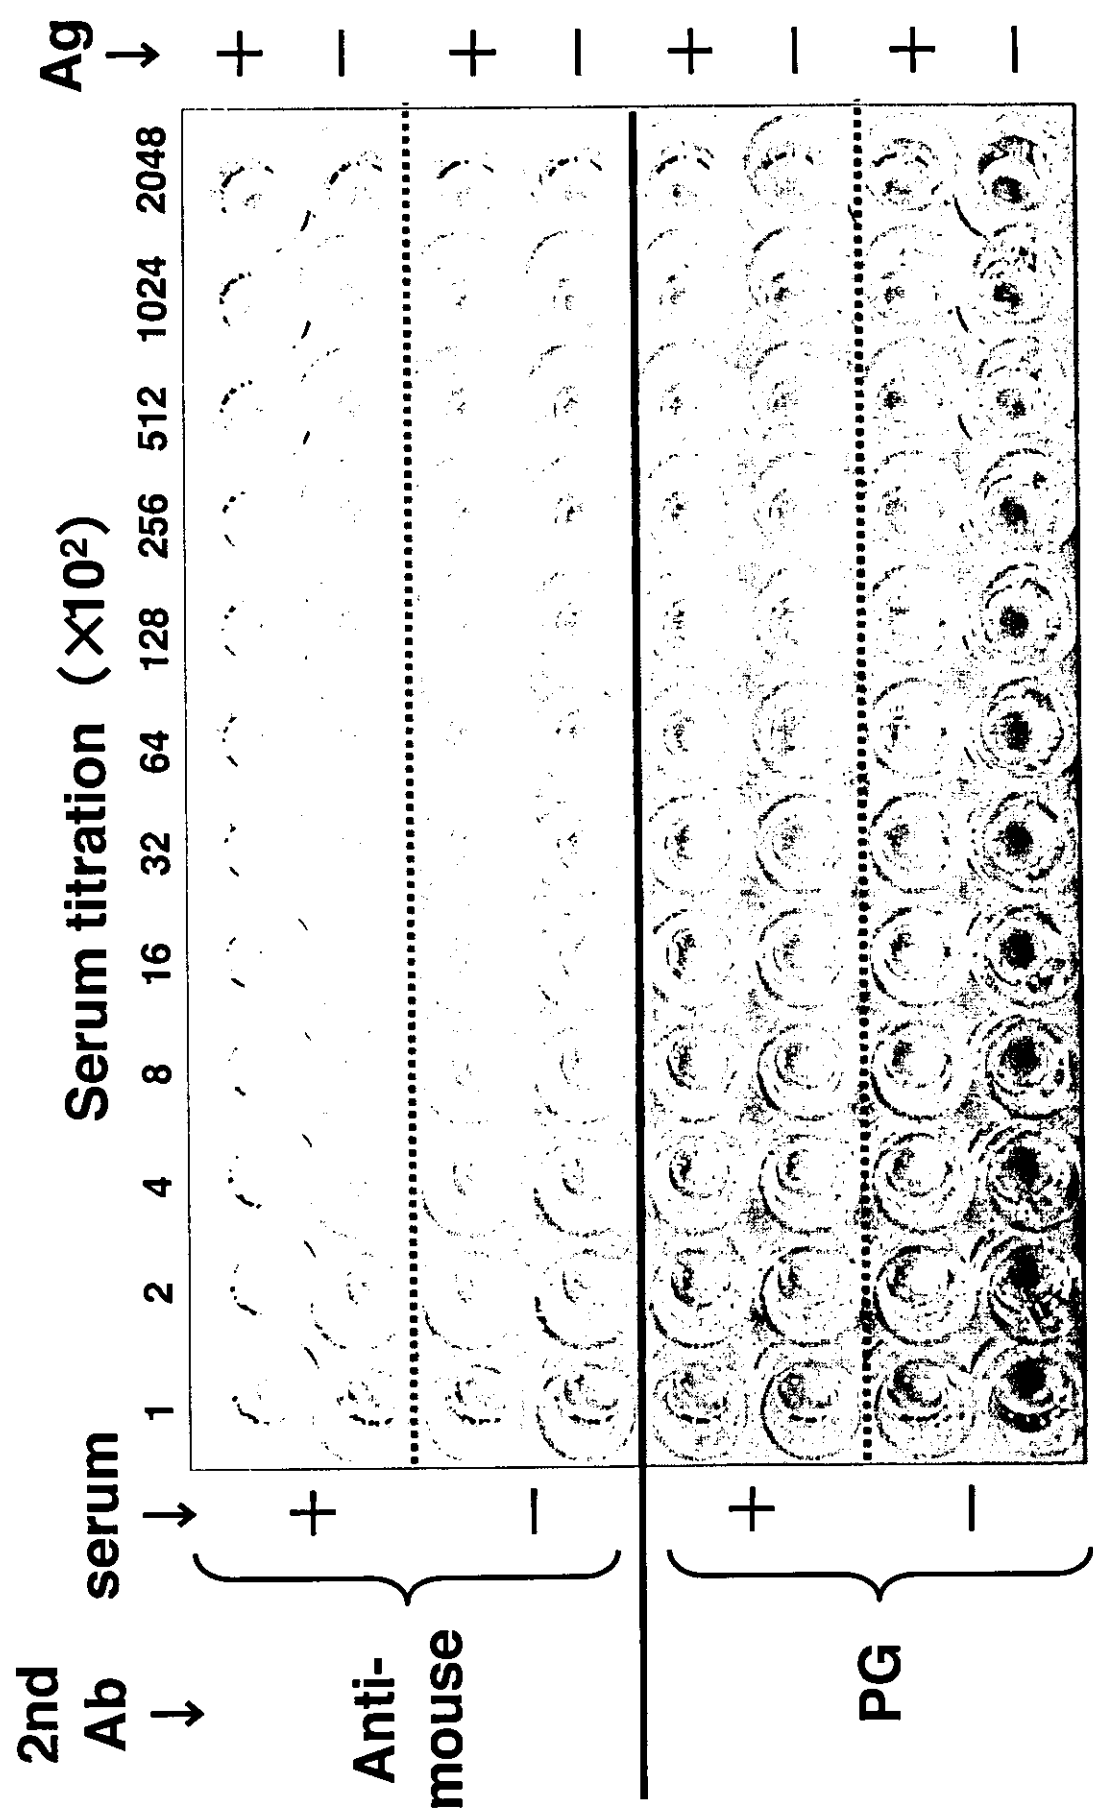 Serum titration (×10²)
2nd
Ab
↓
serum
↓
1 2 4 8 16 32 64 128 256 512 1024 2048
Ag
↓
Anti-
mouse
+
+
−
−
+
−
PG
+
+
−
−
+
−